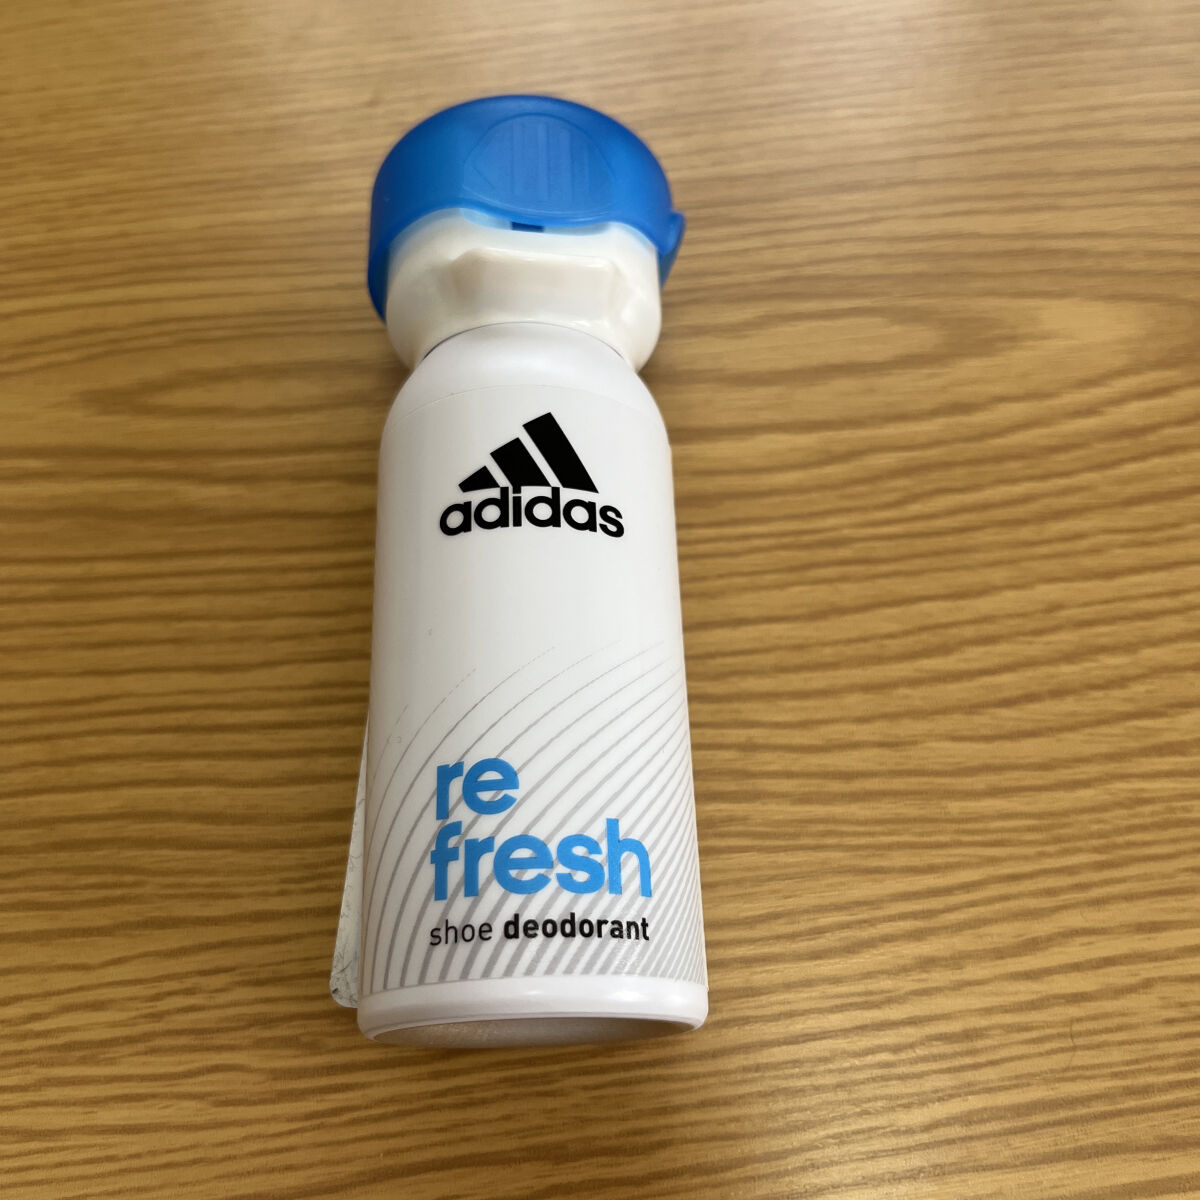 adidas
re
fresh
shoe deodorant